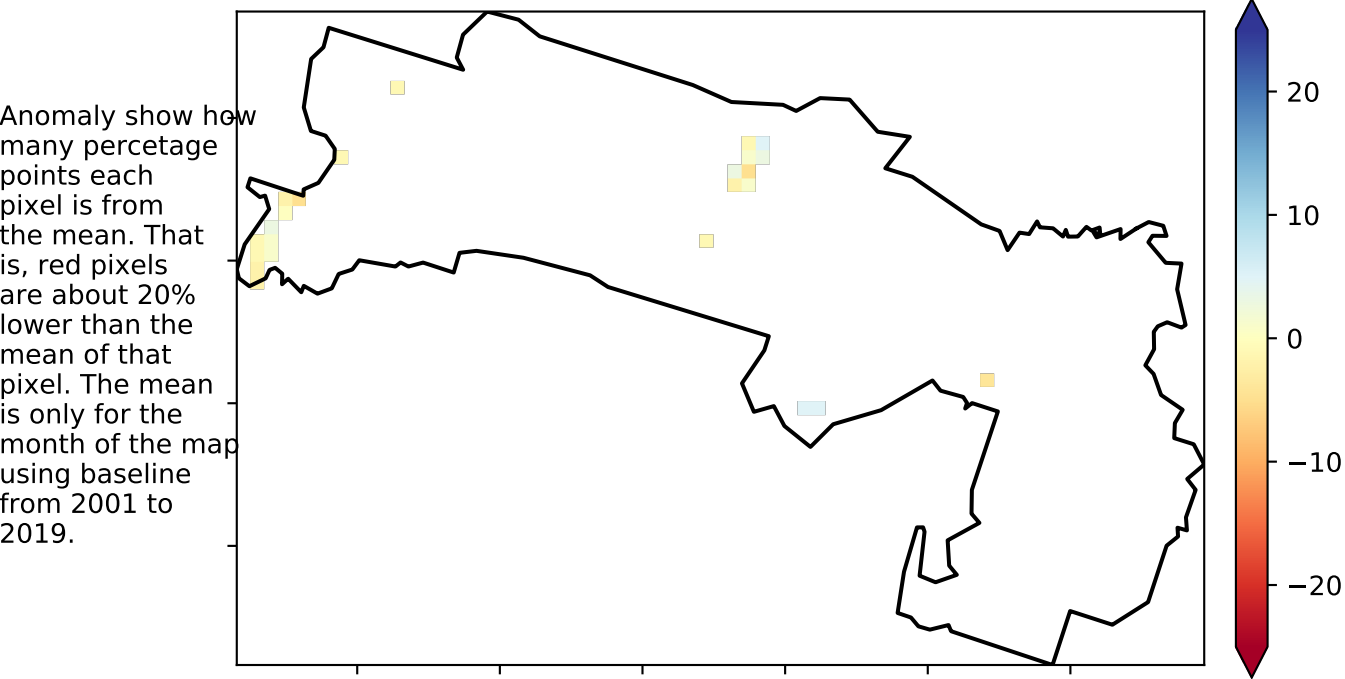 Anomaly show how
many percetage
points each
pixel is from
the mean. That
is, red pixels
are about 20%
lower than the
mean of that
pixel. The mean
is only for the
month of the map
using baseline
from 2001 to
2019.
20
10
0
−10
−20